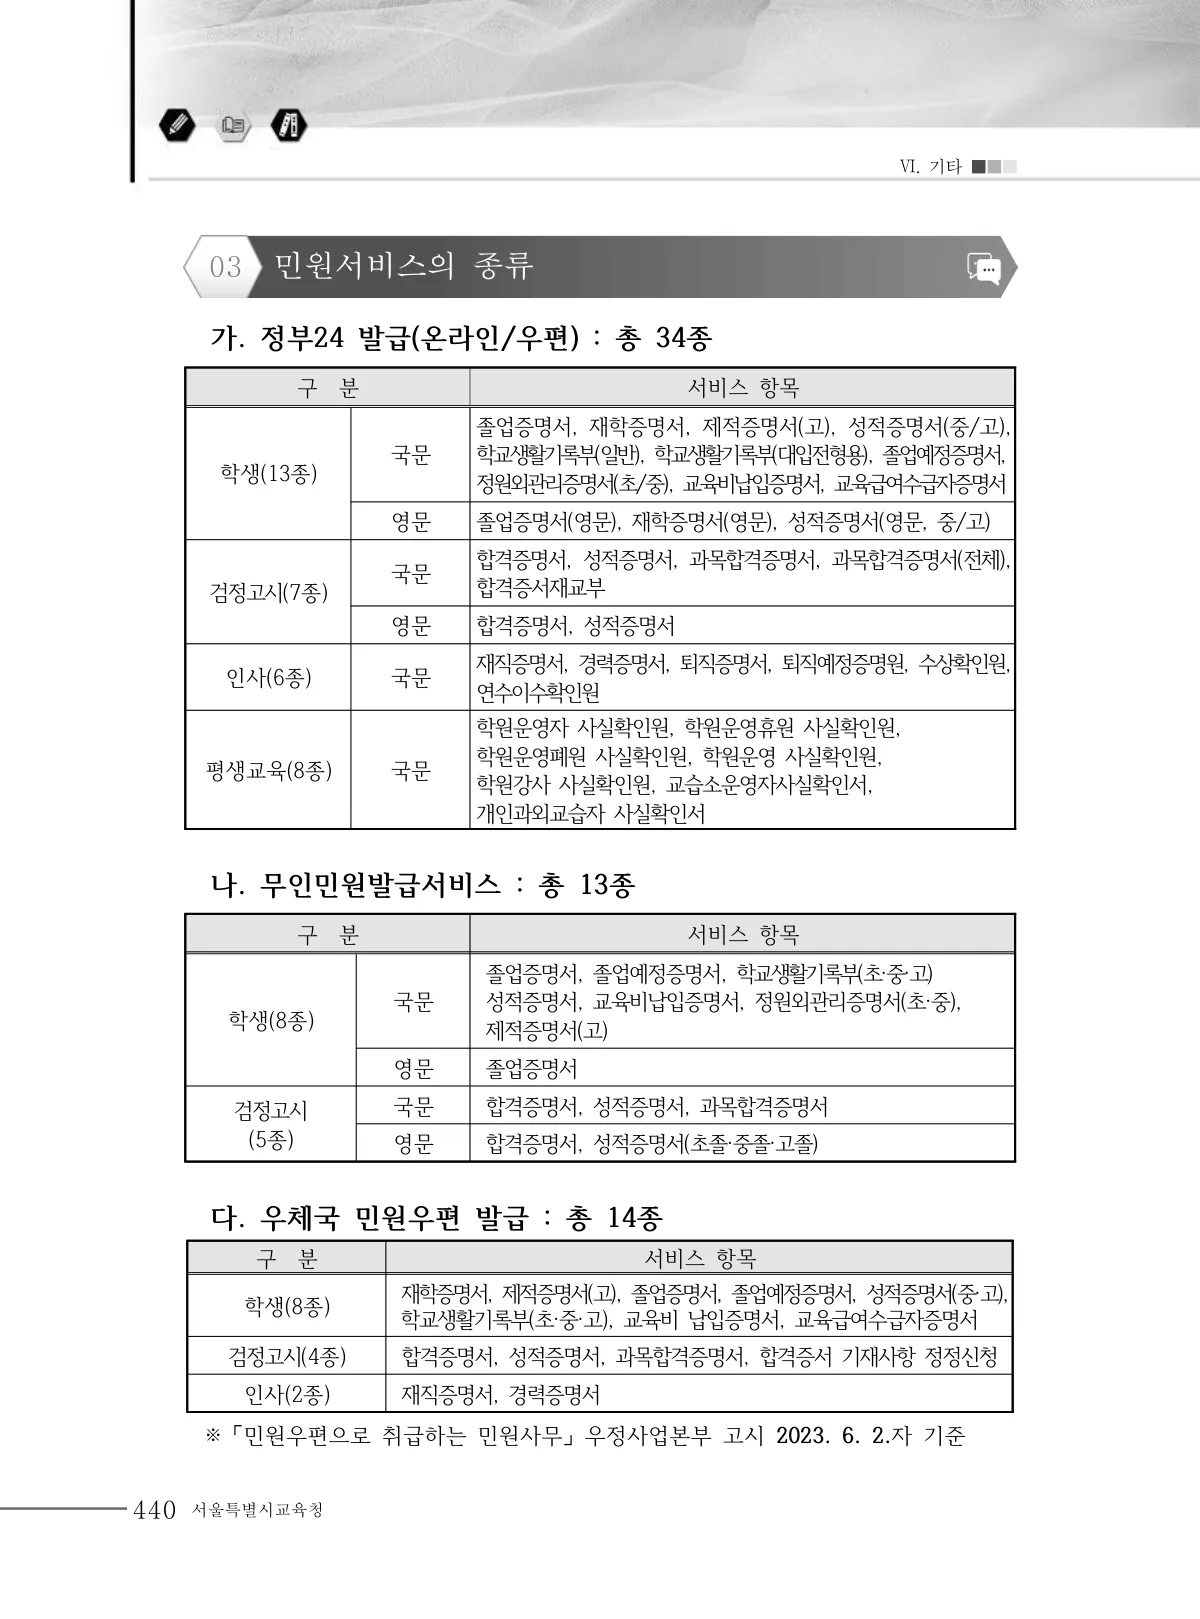 Ⅵ. 기타
03 민원서비스의 종류
가. 정부24 발급(온라인/우편) : 총 34종
구 분 서비스 항목
학생(13종)
국문
졸업증명서, 재학증명서, 제적증명서(고), 성적증명서(중/고),
학교생활기록부(일반), 학교생활기록부(대입전형용), 졸업예정증명서,
정원외관리증명서(초/중), 교육비납입증명서, 교육급여수급자증명서
영문 졸업증명서(영문), 재학증명서(영문), 성적증명서(영문, 중/고)
검정고시(7종)
국문
합격증명서, 성적증명서, 과목합격증명서, 과목합격증명서(전체),
합격증서재교부
영문 합격증명서, 성적증명서
인사(6종)
국문
재직증명서, 경력증명서, 퇴직증명서, 퇴직예정증명원, 수상확인원,
연수이수확인원
평생교육(8종)
국문
학원운영자 사실확인원, 학원운영휴원 사실확인원,
학원운영폐원 사실확인원, 학원운영 사실확인원,
학원강사 사실확인원, 교습소운영자사실확인서,
개인과외교습자 사실확인서
나. 무인민원발급서비스 : 총 13종
구 분 서비스 항목
학생(8종)
국문
졸업증명서, 졸업예정증명서, 학교생활기록부(초·중·고)
성적증명서, 교육비납입증명서, 정원외관리증명서(초·중),
제적증명서(고)
영문 졸업증명서
검정고시
(5종)
국문 합격증명서, 성적증명서, 과목합격증명서
영문 합격증명서, 성적증명서(초졸·중졸·고졸)
다. 우체국 민원우편 발급 : 총 14종
구 분 서비스 항목
학생(8종)
재학증명서, 제적증명서(고), 졸업증명서, 졸업예정증명서, 성적증명서(중·고),
학교생활기록부(초·중·고), 교육비 납입증명서, 교육급여수급자증명서
검정고시(4종) 합격증명서, 성적증명서, 과목합격증명서, 합격증서 기재사항 정정신청
인사(2종) 재직증명서, 경력증명서
※「민원우편으로 취급하는 민원사무」우정사업본부 고시 2023. 6. 2.자 기준
440 서울특별시교육청